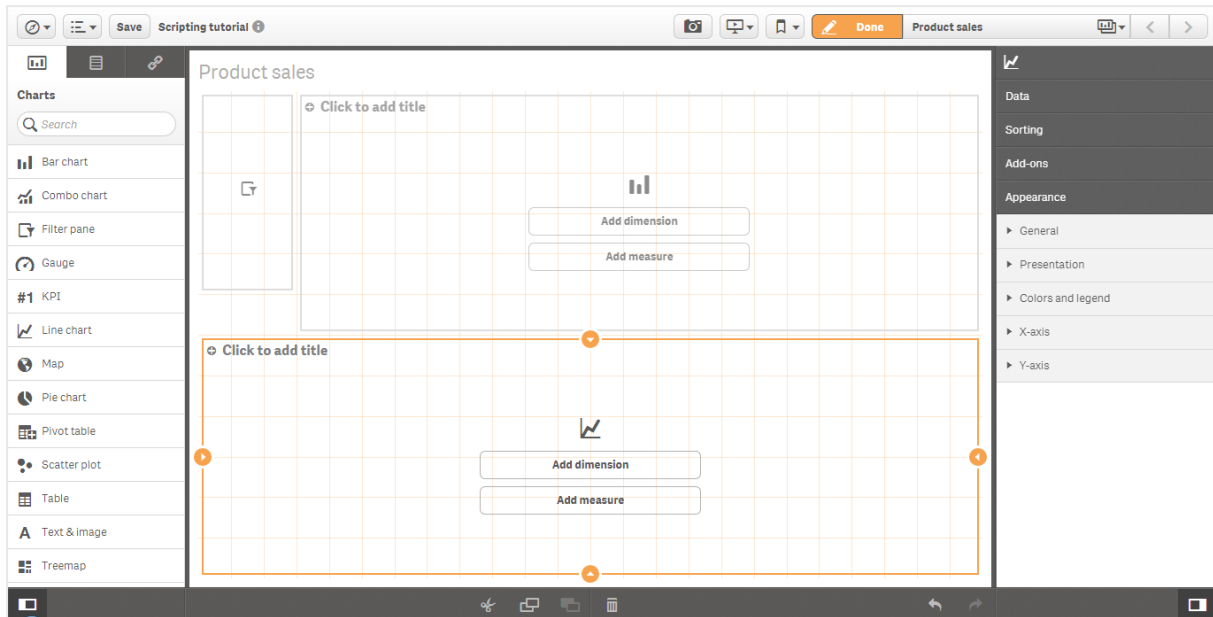 Save
Scripting tutorial
Done
Product sales
Charts
Search
Bar chart
Combo chart
Filter pane
Gauge
#1 KPI
Line chart
Map
Pie chart
Pivot table
Scatter plot
Table
A Text & image
Treemap
Product sales
Click to add title
Add dimension
Add measure
Click to add title
Add dimension
Add measure
Data
Sorting
Add-ons
Appearance
General
Presentation
Colors and legend
X-axis
Y-axis